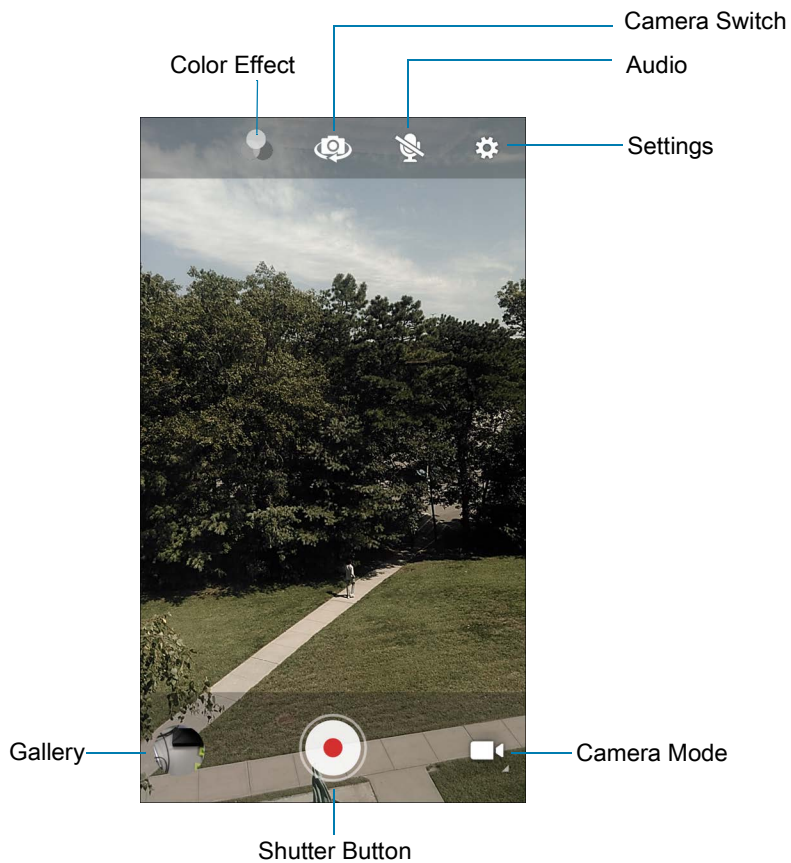 Camera Switch
Color Effect
Audio
Settings
Gallery
Camera Mode
Shutter Button